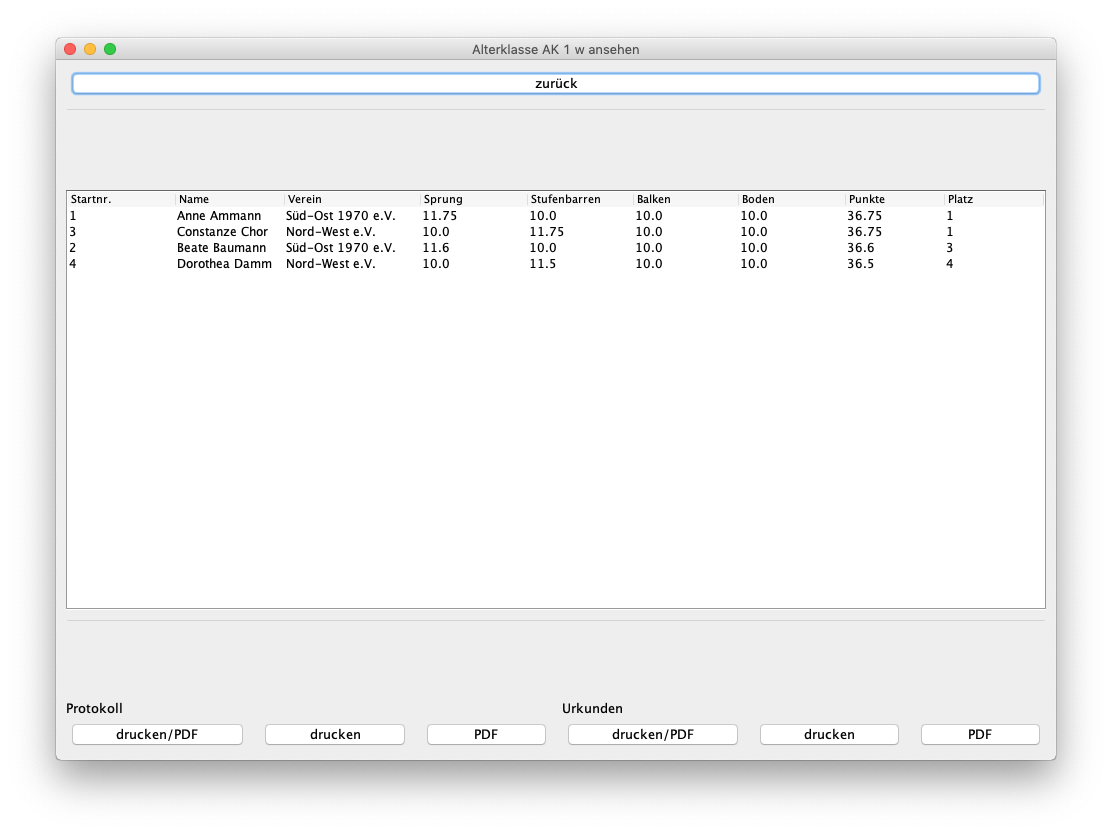 Alterklasse AK 1 w ansehen
zurück
Startnr. Name Verein Sprung Stufenbarren Balken Boden Punkte Platz
1 Anne Ammann Süd-Ost 1970 e.V. 11.75 10.0 10.0 10.0 36.75 1
3 Constanze Chor Nord-West e.V. 10.0 11.75 10.0 10.0 36.75 1
2 Beate Baumann Süd-Ost 1970 e.V. 11.6 10.0 10.0 10.0 36.6 3
4 Dorothea Damm Nord-West e.V. 10.0 11.5 10.0 10.0 36.5 4
Protokoll Urkunden
drucken/PDF drucken PDF drucken/PDF drucken PDF